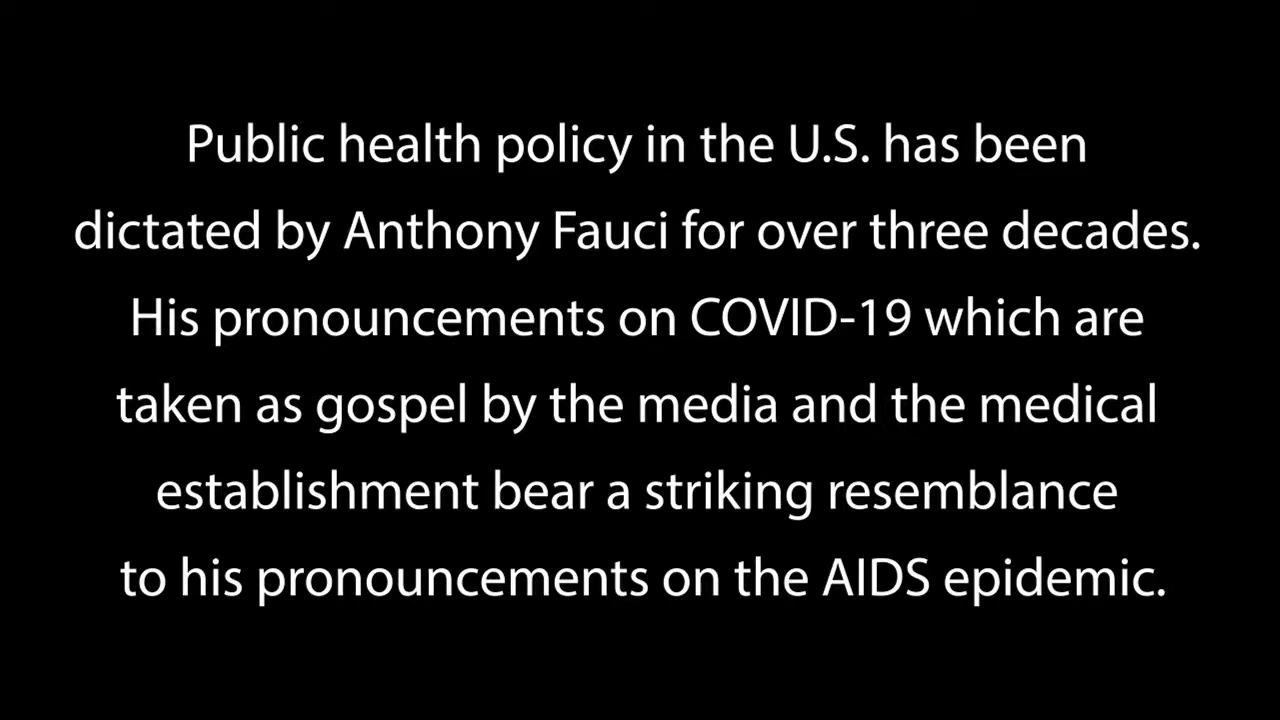 Public health policy in the U.S. has been
dictated by Anthony Fauci for over three decades.
His pronouncements on COVID-19 which are
taken as gospel by the media and the medical
establishment bear a striking resemblance
to his pronouncements on the AIDS epidemic.